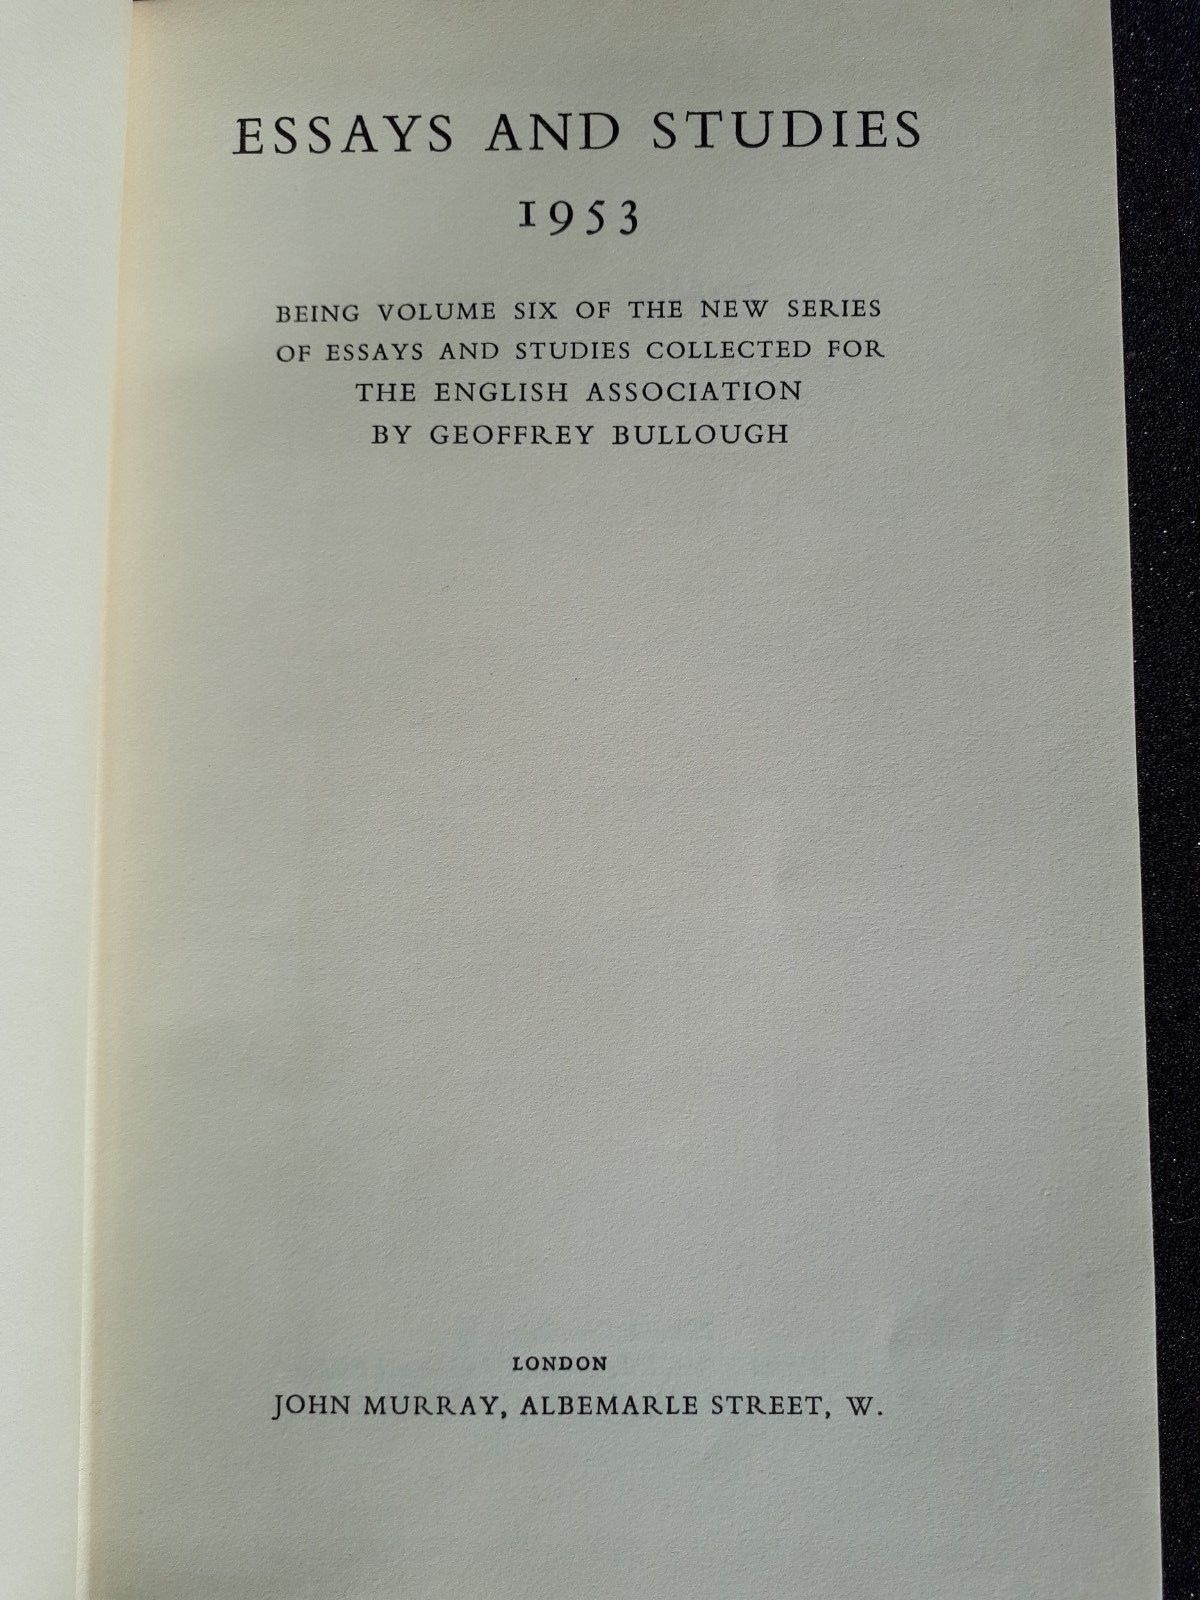 ESSAYS AND STUDIES
1953
BEING VOLUME SIX OF THE NEW SERIES
OF ESSAYS AND STUDIES COLLECTED FOR
THE ENGLISH ASSOCIATION
BY GEOFFREY BULLOUGH
LONDON
JOHN MURRAY, ALBEMARLE STREET, W.